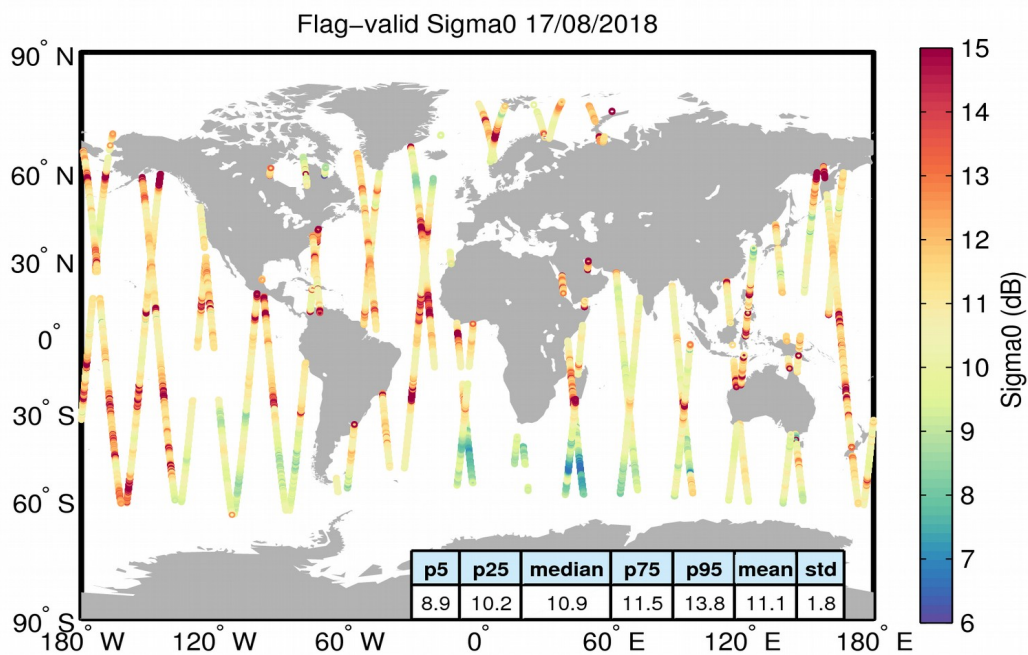 Flag-valid Sigma0 17/08/2018
90° N
60° N
30° N
0°
30° S
60° S
90° S
180° W
120° W
60° W
0°
60° E
120° E
180° E
p5 p25 median p75 p95 mean std
8.9 10.2 10.9 11.5 13.8 11.1 1.8
15
14
13
12
11
10
9
8
7
6
Sigma0 (dB)